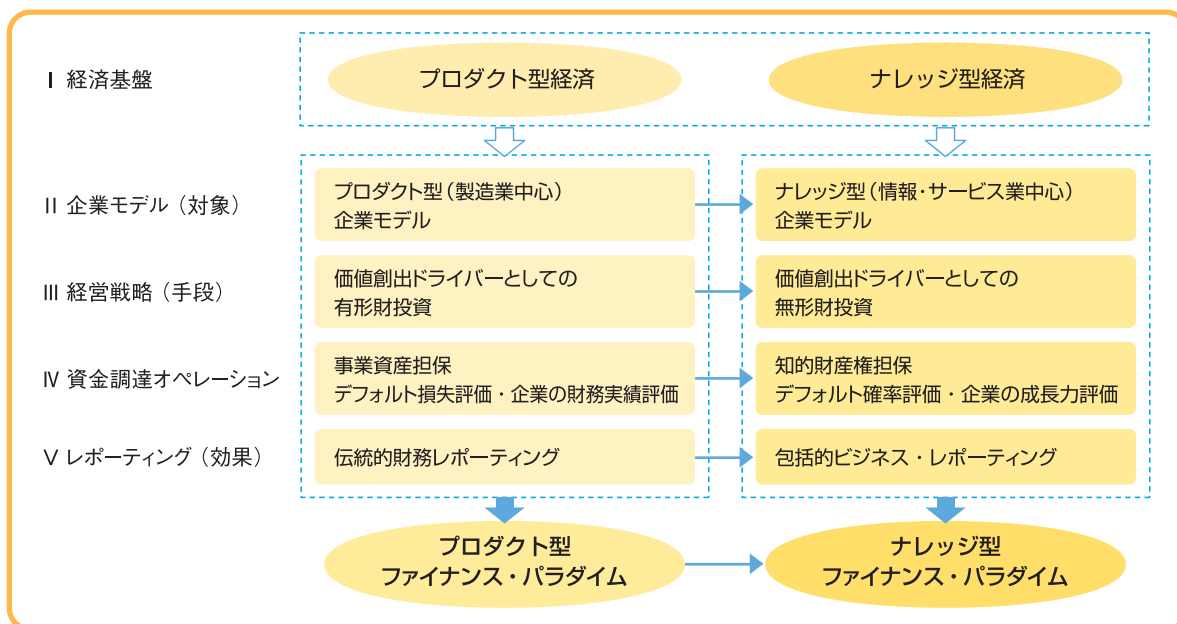 Ⅰ 経済基盤
プロダクト型経済
ナレッジ型経済
Ⅱ 企業モデル（対象）
プロダクト型（製造業中心）
企業モデル
ナレッジ型（情報・サービス業中心）
企業モデル
Ⅲ 経営戦略（手段）
価値創出ドライバーとしての
有形財投資
価値創出ドライバーとしての
無形財投資
Ⅳ 資金調達オペレーション
事業資産担保
デフォルト損失評価・企業の財務実績評価
知的財産権担保
デフォルト確率評価・企業の成長力評価
Ⅴ レポーティング（効果）
伝統的財務レポーティング
包括的ビジネス・レポーティング
プロダクト型
ファイナンス・パラダイム
ナレッジ型
ファイナンス・パラダイム